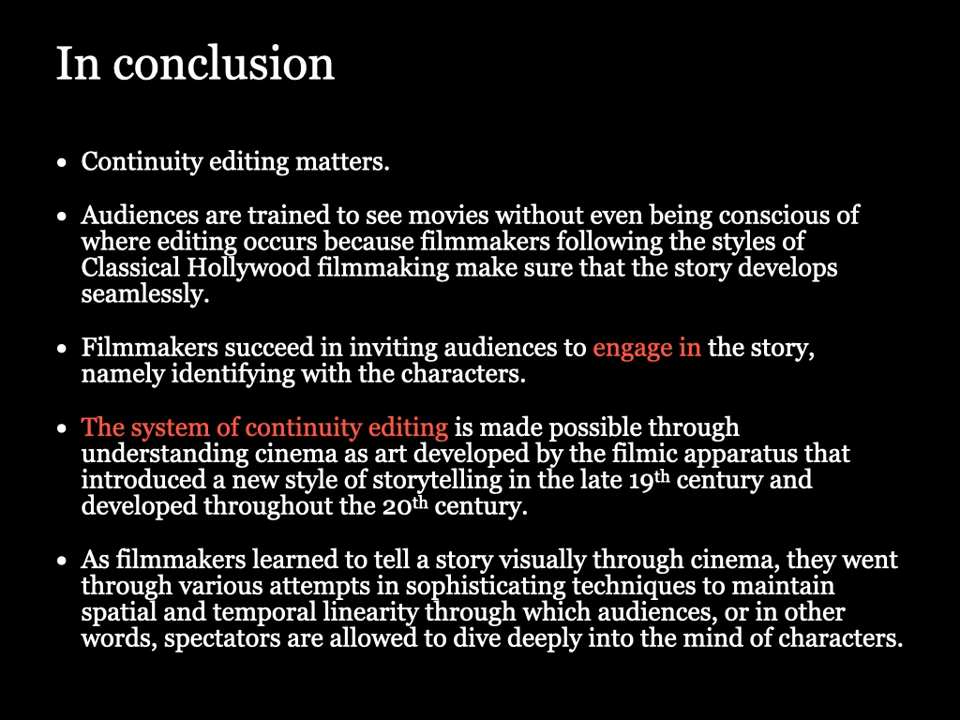 In conclusion
• Continuity editing matters.
• Audiences are trained to see movies without even being conscious of
where editing occurs because filmmakers following the styles of
Classical Hollywood filmmaking make sure that the story develops
seamlessly.
• Filmmakers succeed in inviting audiences to engage in the story,
namely identifying with the characters.
• The system of continuity editing is made possible through
understanding cinema as art developed by the filmic apparatus that
introduced a new style of storytelling in the late 19th century and
developed throughout the 20th century.
• As filmmakers learned to tell a story visually through cinema, they went
through various attempts in sophisticating techniques to maintain
spatial and temporal linearity through which audiences, or in other
words, spectators are allowed to dive deeply into the mind of characters.